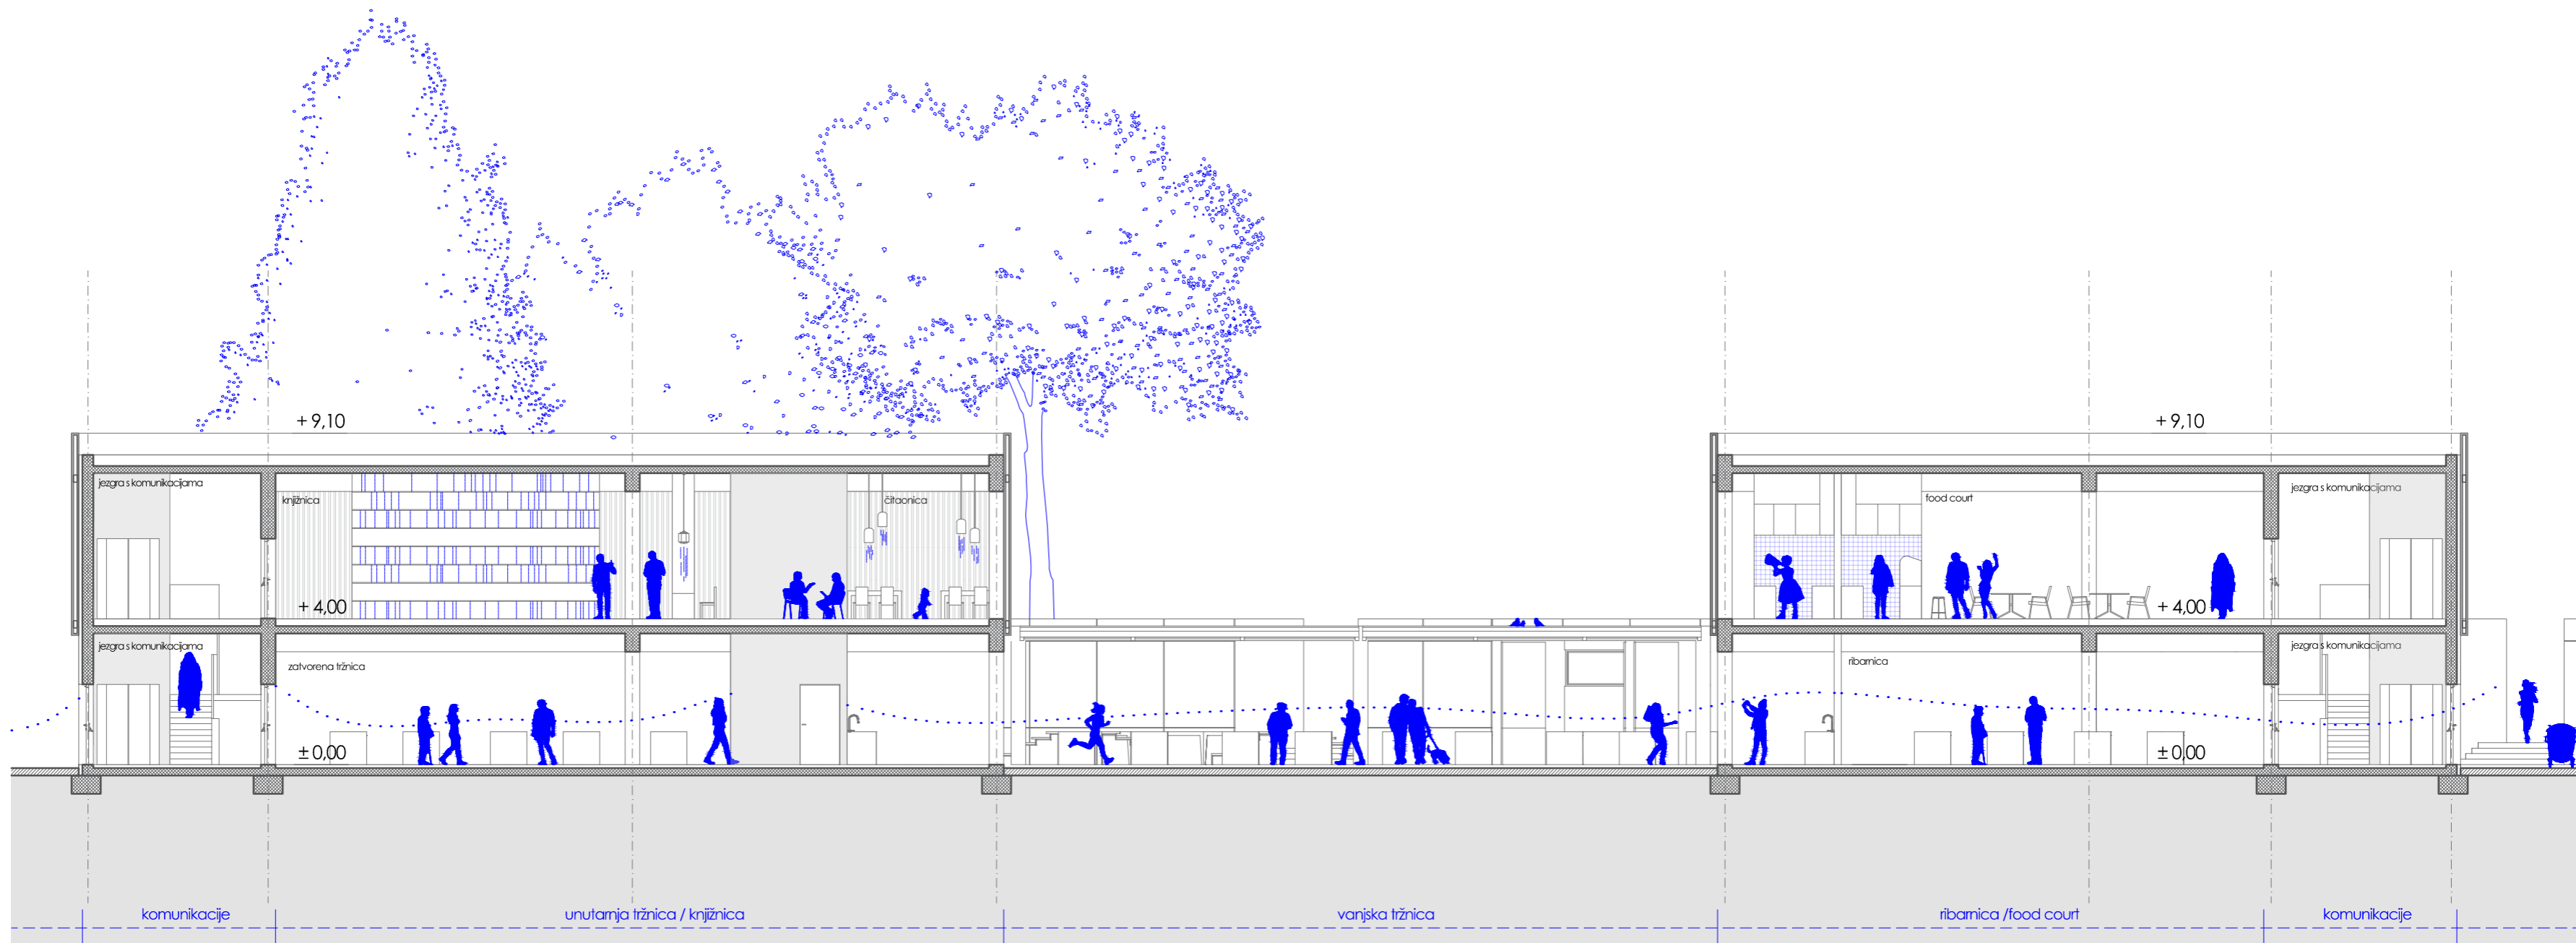 + 9,10
+ 9,10
jezgra s komunikacijama
knjižnica
čitaonica
food court
jezgra s komunikacijama
+ 4,00
+ 4,00
jezgra s komunikacijama
zatvorena tržnica
ribarnica
jezgra s komunikacijama
± 0,00
± 0,00
komunikacije
unutarnja tržnica / knjižnica
vanjska tržnica
ribarnica /food court
komunikacije